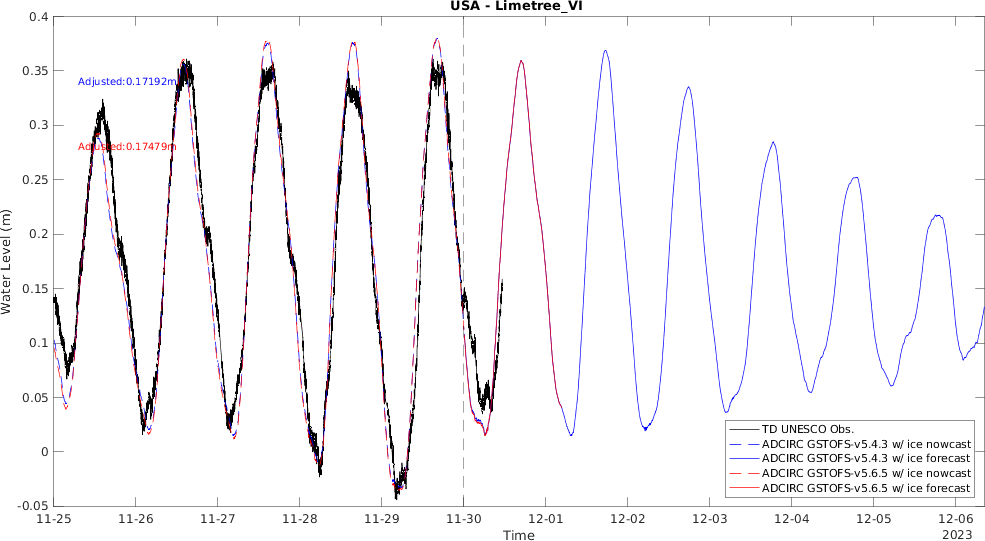 USA - Limetree_VI
0.4
0.35
0.3
0.25
0.2
0.15
0.1
0.05
0
-0.05
Water Level (m)
Adjusted:0.17192m
Adjusted:0.17479m
TD UNESCO Obs.
ADCIRC GSTOFS-v5.4.3 w/ ice nowcast
ADCIRC GSTOFS-v5.4.3 w/ ice forecast
ADCIRC GSTOFS-v5.6.5 w/ ice nowcast
ADCIRC GSTOFS-v5.6.5 w/ ice forecast
11-25 11-26 11-27 11-28 11-29 11-30 12-01 12-02 12-03 12-04 12-05 12-06
Time
2023